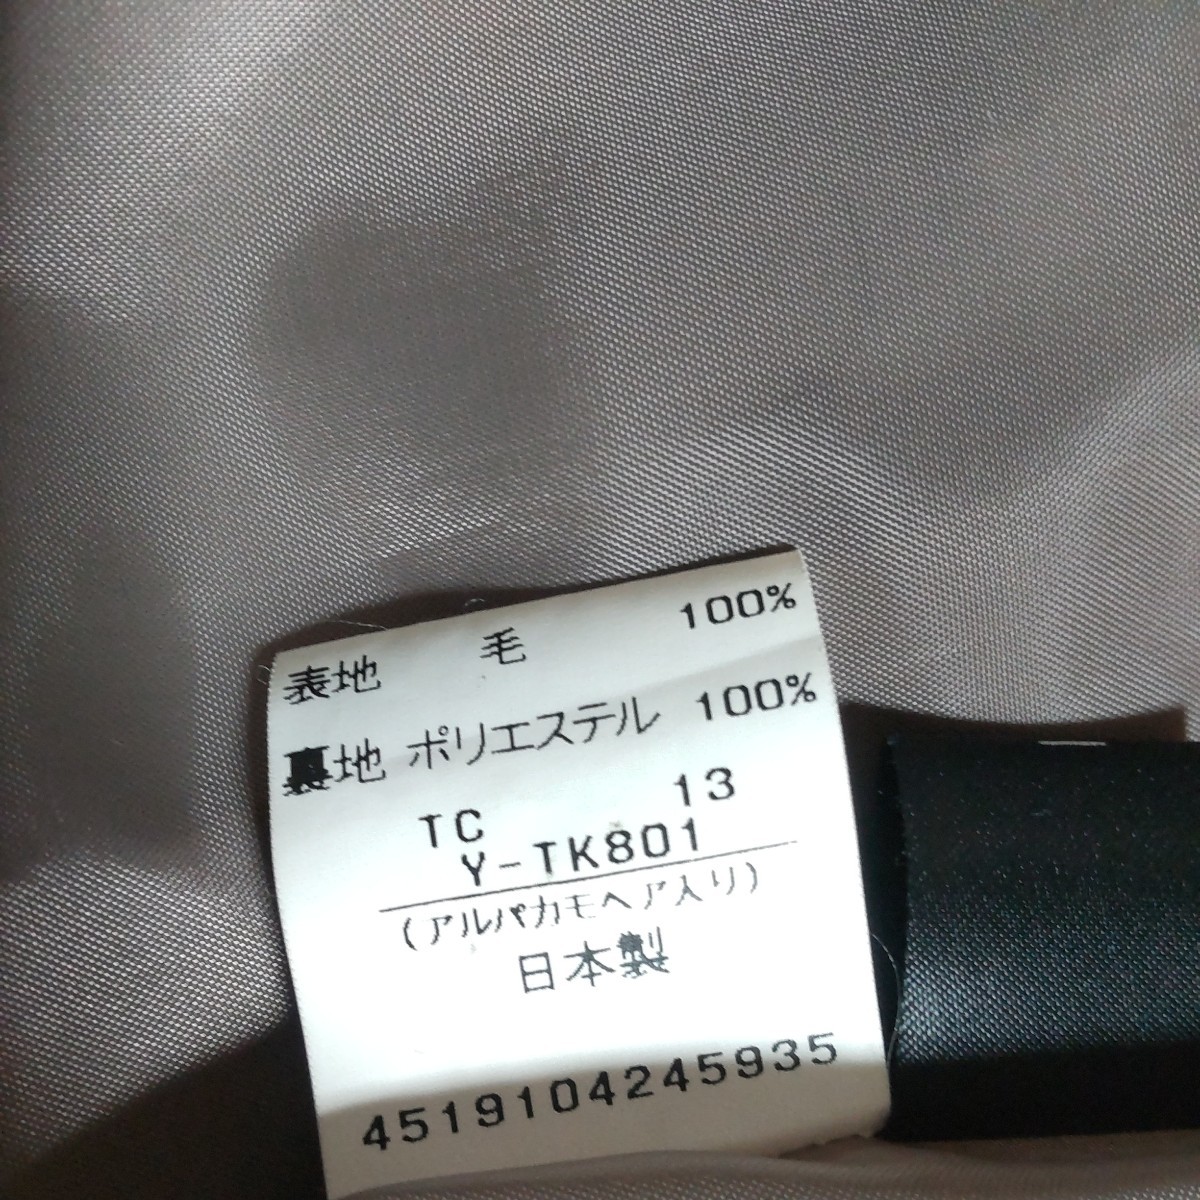 表地 毛 100%
裏地 ポリエステル 100%
TC 13
Y-TK801
(アルパカモヘア入り)
日本製
4519104245935